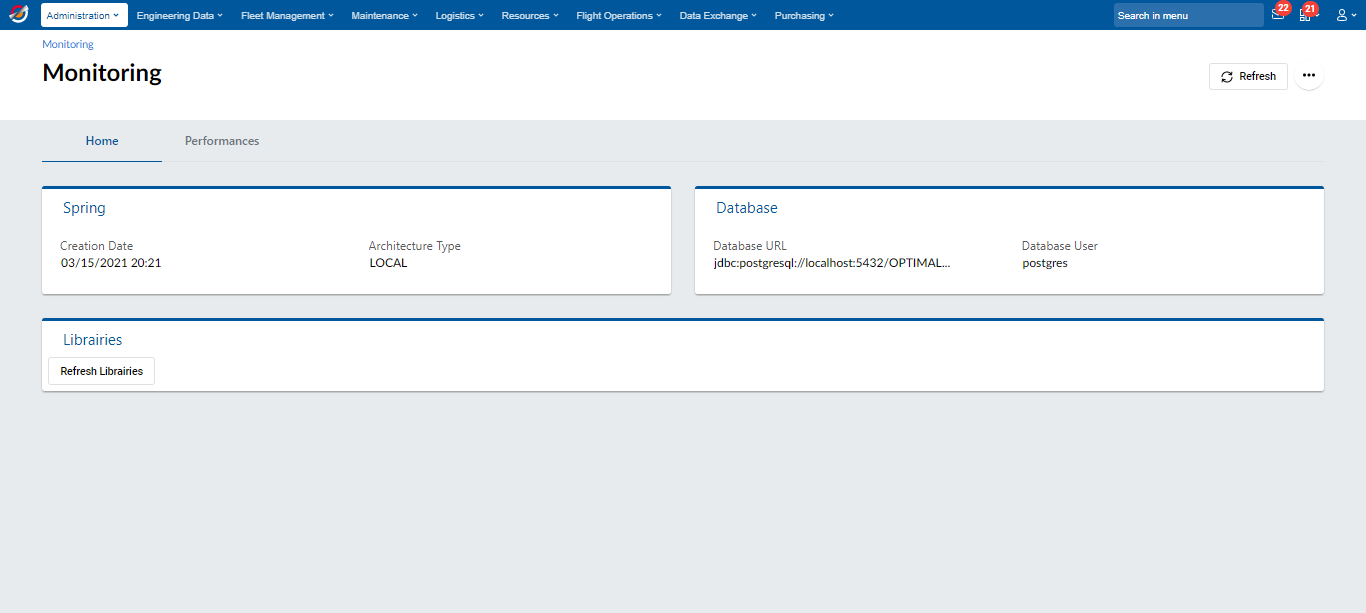 Administration Engineering Data Fleet Management Maintenance Logistics Resources Flight Operations Data Exchange Purchasing Search in menu 22 21
Monitoring
Monitoring
Refresh
Home Performances
Spring Database
Creation Date Architecture Type Database URL Database User
03/15/2021 20:21 LOCAL jdbc:postgresql://localhost:5432/OPTIMAL... postgres
Librairies
Refresh Librairies